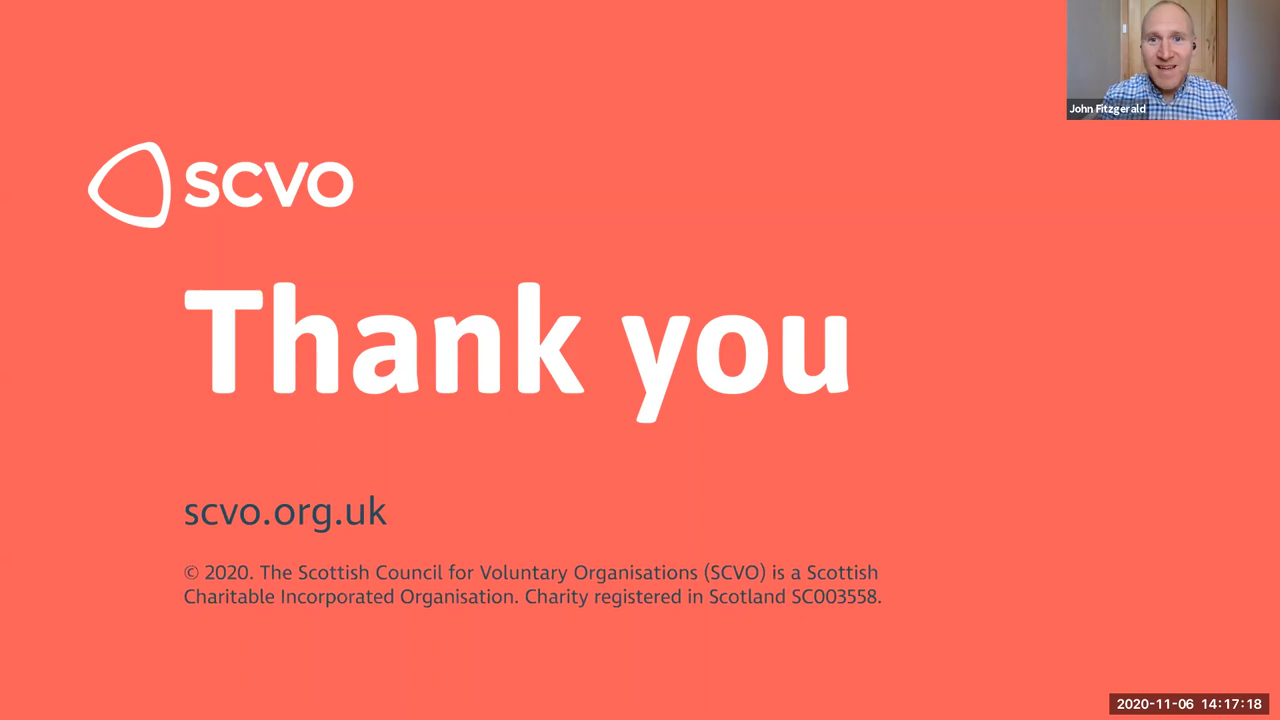 John Fitzgerald
scvo
Thank you
scvo.org.uk
© 2020. The Scottish Council for Voluntary Organisations (SCVO) is a Scottish
Charitable Incorporated Organisation. Charity registered in Scotland SC003558.
2020-11-06 14:17:18